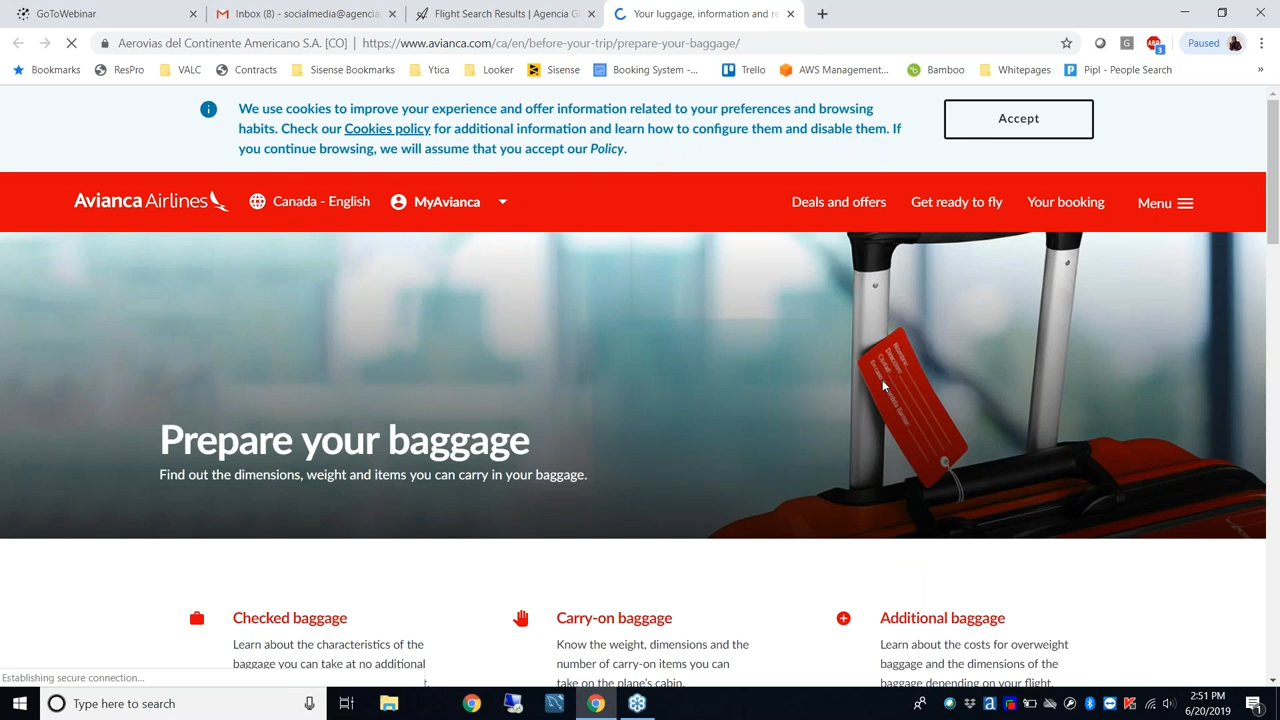 GoToWebinar
Inbox (8) - socialmedia@agencia
Flight Search Results | Agencia G
Your luggage, information and re
Aerovias del Continente Americano S.A. [CO] | https://www.avianca.com/ca/en/before-your-trip/prepare-your-baggage/
Paused
Bookmarks
ResPro
VALC
Contracts
Sisense Bookmarks
Ytica
Looker
Sisense
Booking System -...
Trello
AWS Management...
Bamboo
Whitepages
Pipl - People Search
»
We use cookies to improve your experience and offer information related to your preferences and browsing
habits. Check our Cookies policy for additional information and learn how to configure them and disable them. If
you continue browsing, we will assume that you accept our Policy.
Accept
Avianca Airlines
Canada - English
MyAvianca
Deals and offers
Get ready to fly
Your booking
Menu
Nombre:
Prepare your baggage
Find out the dimensions, weight and items you can carry in your baggage.
Checked baggage
Learn about the characteristics of the
baggage you can take at no additional
Carry-on baggage
Know the weight, dimensions and the
number of carry-on items you can
take on the plane's cabin.
Additional baggage
Learn about the costs for overweight
baggage and the dimensions of the
baggage depending on your flight.
Establishing secure connection...
Type here to search
2:51 PM
6/20/2019